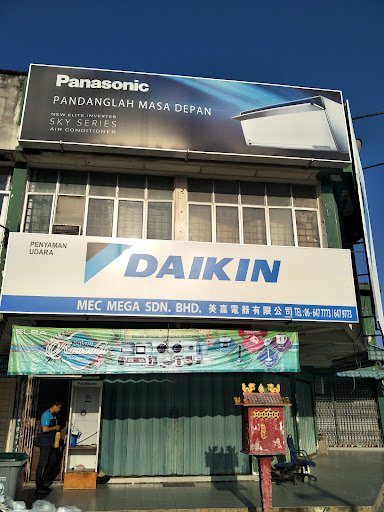 Panasonic
PANDANGLAH MASA DEPAN
NEW ELITE INVERTER
SKY SERIES
AIR CONDITIONER
PENYAMAN
UDARA
DAIKIN
MEC MEGA SDN. BHD. 美嘉電器有限公司 TEL: 06-647 7773 / 647 9773
ELBA